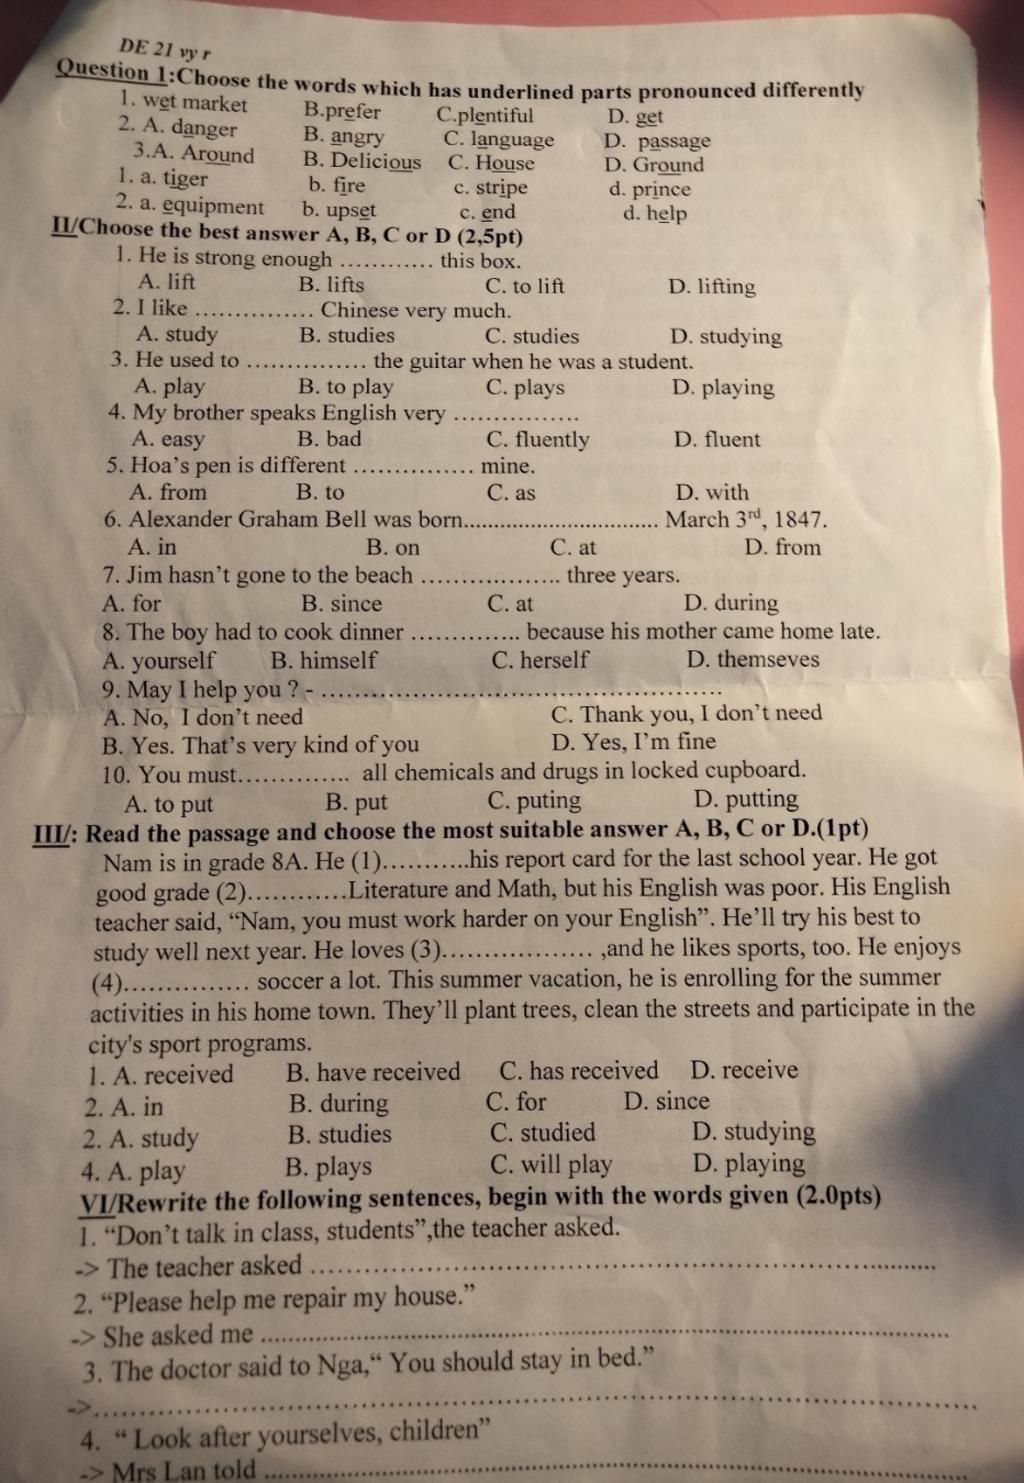 DE 21 vy r
Question 1:Choose the words which has underlined parts pronounced differently
1. wet market B.prefer C.plentiful D. get
2. A. danger B. angry C. language D. passage
3.A. Around B. Delicious C. House D. Ground
1. a. tiger b. fire c. stripe d. prince
2. a. equipment b. upset c. end d. help
II/Choose the best answer A, B, C or D (2,5pt)
1. He is strong enough ............ this box.
A. lift B. lifts C. to lift D. lifting
2. I like ............... Chinese very much.
A. study B. studies C. studies D. studying
3. He used to ............... the guitar when he was a student.
A. play B. to play C. plays D. playing
4. My brother speaks English very ...............
A. easy B. bad C. fluently D. fluent
5. Hoa's pen is different ............... mine.
A. from B. to C. as D. with
6. Alexander Graham Bell was born................................. March 3rd, 1847.
A. in B. on C. at D. from
7. Jim hasn't gone to the beach .................. three years.
A. for B. since C. at D. during
8. The boy had to cook dinner .............. because his mother came home late.
A. yourself B. himself C. herself D. themseves
9. May I help you ? - .............................................
A. No, I don't need C. Thank you, I don't need
B. Yes. That's very kind of you D. Yes, I'm fine
10. You must.............. all chemicals and drugs in locked cupboard.
A. to put B. put C. puting D. putting
III/: Read the passage and choose the most suitable answer A, B, C or D.(1pt)
Nam is in grade 8A. He (1)...........his report card for the last school year. He got
good grade (2)............Literature and Math, but his English was poor. His English
teacher said, “Nam, you must work harder on your English”. He'll try his best to
study well next year. He loves (3).................. ,and he likes sports, too. He enjoys
(4).............. soccer a lot. This summer vacation, he is enrolling for the summer
activities in his home town. They'll plant trees, clean the streets and participate in the
city's sport programs.
1. A. received B. have received C. has received D. receive
2. A. in B. during C. for D. since
2. A. study B. studies C. studied D. studying
4. A. play B. plays C. will play D. playing
VI/Rewrite the following sentences, begin with the words given (2.0pts)
1. “Don't talk in class, students”,the teacher asked.
-> The teacher asked ......................................................................
2. “Please help me repair my house.”
-> She asked me ............................................................................
3. The doctor said to Nga,“ You should stay in bed.”
->................................................................................................
4. “ Look after yourselves, children”
-> Mrs Lan told ..............................................................................